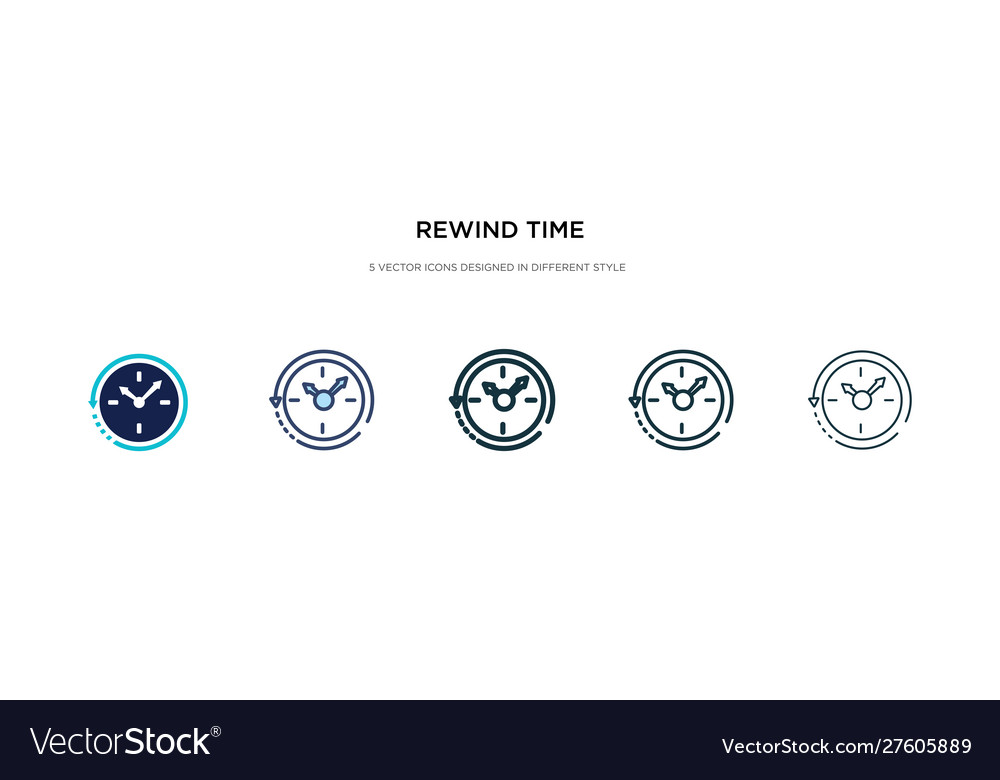 REWIND TIME
5 VECTOR ICONS DESIGNED IN DIFFERENT STYLE
VectorStock®
VectorStock.com/27605889